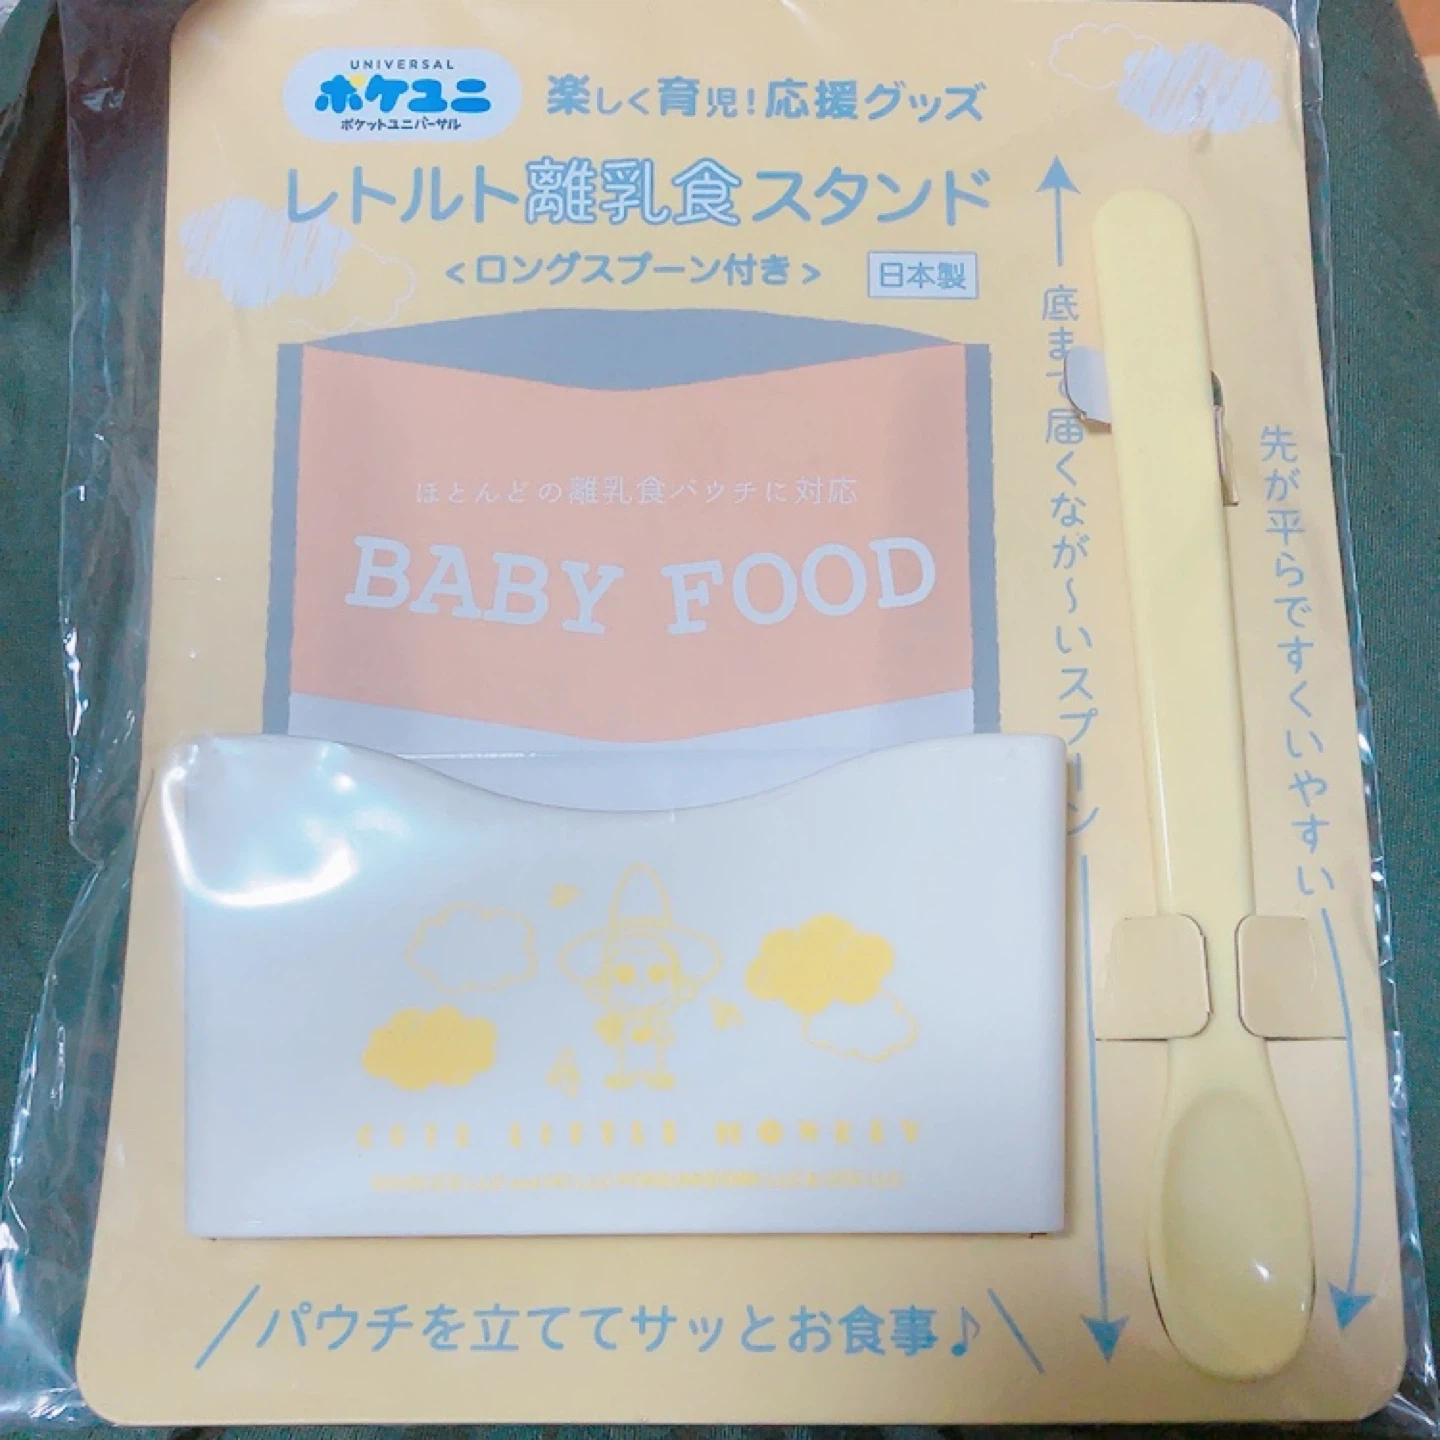 UNIVERSAL
ポケユニ
ポケットユニバーサル
楽しく育児!応援グッズ
レトルト離乳食スタンド
<ロングスプーン付き>
日本製
ほとんどの離乳食パウチに対応
BABY FOOD
底まで届くなが〜いスプーン
先が平らですくいやすい
CUTE LITTLE MONKEY
パウチを立ててサッとお食事♪